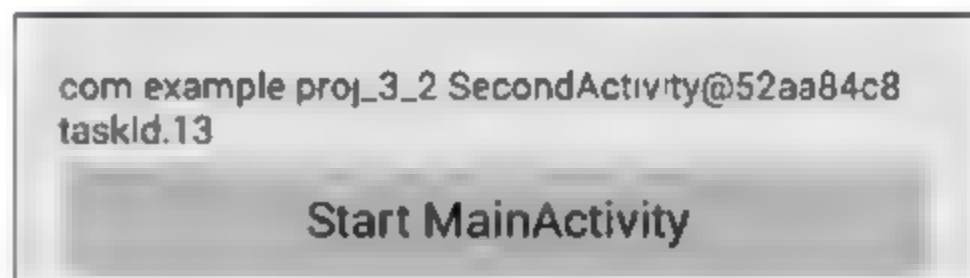 com example proj_3_2 SecondActivity@52aa84c8
taskId.13
Start MainActivity